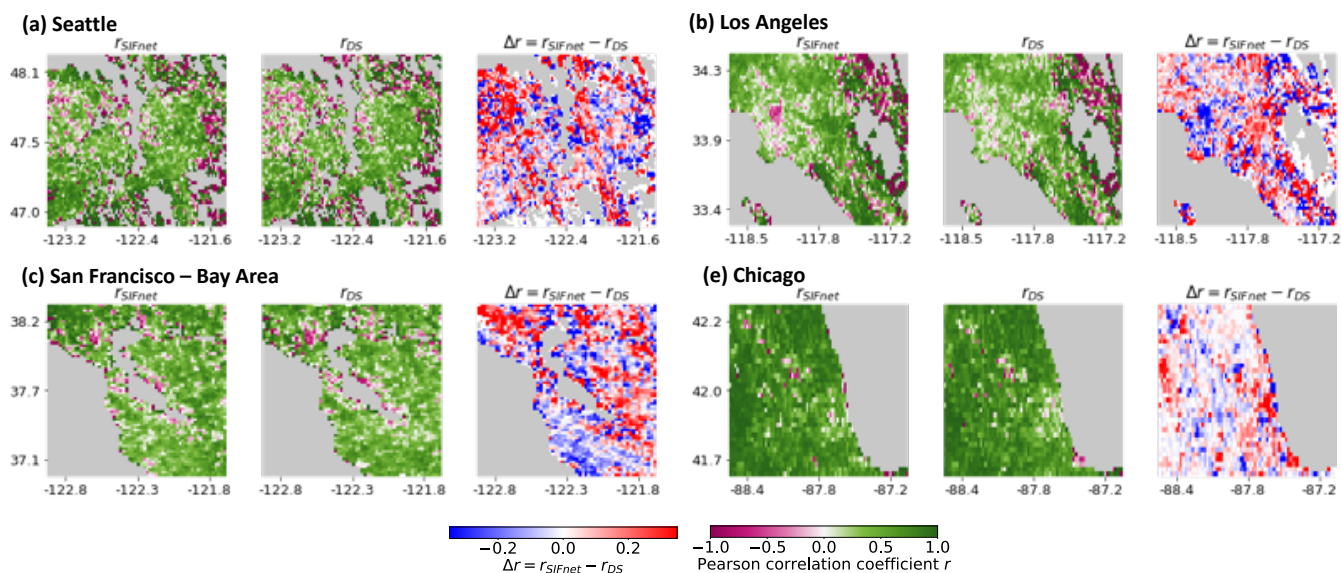 (a) Seattle
r_SIFnet
r_DS
Δr = r_SIFnet − r_DS
48.1
47.5
47.0
-123.2 -122.4 -121.6
-123.2 -122.4 -121.6
-123.2 -122.4 -121.6
(b) Los Angeles
r_SIFnet
r_DS
Δr = r_SIFnet − r_DS
34.3
33.9
33.4
-118.5 -117.8 -117.2
-118.5 -117.8 -117.2
-118.5 -117.8 -117.2
(c) San Francisco – Bay Area
r_SIFnet
r_DS
Δr = r_SIFnet − r_DS
38.2
37.7
37.1
-122.8 -122.3 -121.8
-122.8 -122.3 -121.8
-122.8 -122.3 -121.8
(e) Chicago
r_SIFnet
r_DS
Δr = r_SIFnet − r_DS
42.2
42.0
41.7
-88.4 -87.8 -87.2
-88.4 -87.8 -87.2
-88.4 -87.8 -87.2
−0.2 0.0 0.2
Δr = r_SIFnet − r_DS
−1.0 −0.5 0.0 0.5 1.0
Pearson correlation coefficient r